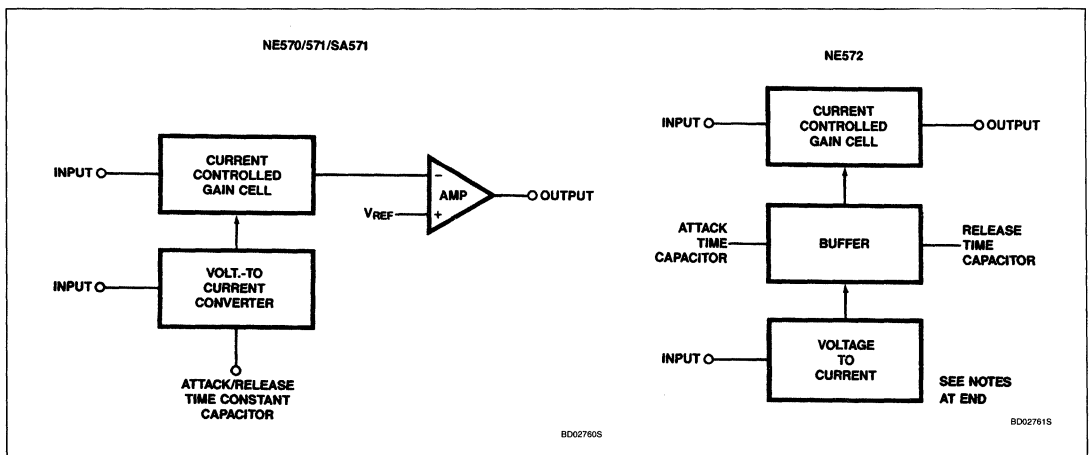 NE570/571/SA571
INPUT
CURRENT
CONTROLLED
GAIN CELL
VREF
-
+
AMP
OUTPUT
INPUT
VOLT.-TO
CURRENT
CONVERTER
ATTACK/RELEASE
TIME CONSTANT
CAPACITOR
BD02760S
NE572
INPUT
CURRENT
CONTROLLED
GAIN CELL
OUTPUT
ATTACK
TIME
CAPACITOR
BUFFER
RELEASE
TIME
CAPACITOR
INPUT
VOLTAGE
TO
CURRENT
SEE NOTES
AT END
BD02761S